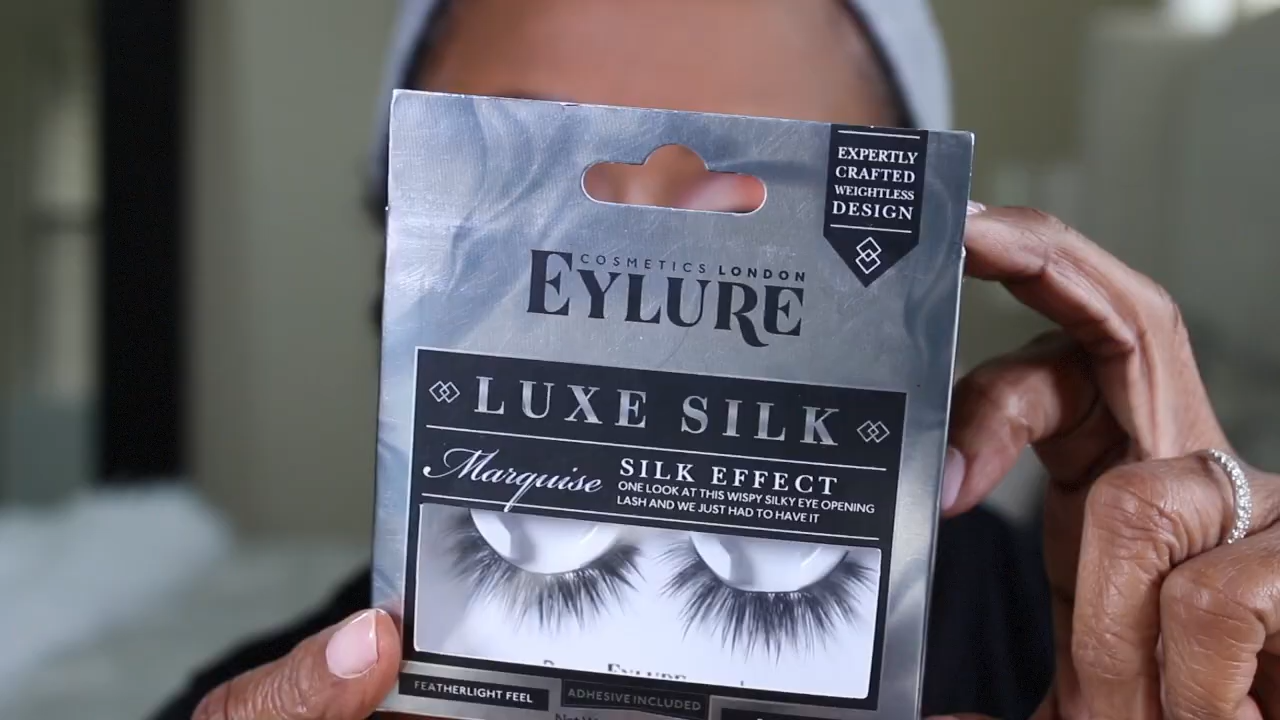 EXPERTLY
CRAFTED
WEIGHTLESS
DESIGN
COSMETICS LONDON
EYLURE
LUXE SILK
Marquise
SILK EFFECT
ONE LOOK AT THIS WISPY SILKY EYE OPENING
LASH AND WE JUST HAD TO HAVE IT
EYLURE
FEATHERLIGHT FEEL
ADHESIVE INCLUDED